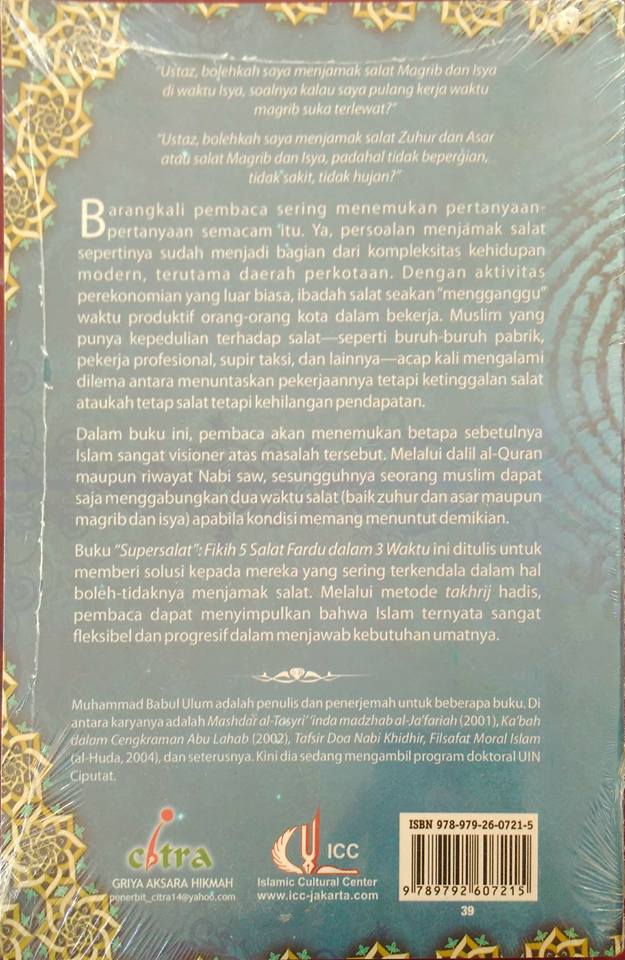 "Ustaz, bolehkah saya menjamak salat Magrib dan Isya
di waktu Isya, soalnya kalau saya pulang kerja waktu
magrib suka terlewat?"
"Ustaz, bolehkah saya menjamak salat Zuhur dan Asar
atau salat Magrib dan Isya, padahal tidak bepergian,
tidak sakit, tidak hujan?"
Barangkali pembaca sering menemukan pertanyaan-
pertanyaan semacam itu. Ya, persoalan menjamak salat
sepertinya sudah menjadi bagian dari kompleksitas kehidupan
modern, terutama daerah perkotaan. Dengan aktivitas
perekonomian yang luar biasa, ibadah salat seakan "mengganggu"
waktu produktif orang-orang kota dalam bekerja. Muslim yang
punya kepedulian terhadap salat—seperti buruh-buruh pabrik,
pekerja profesional, supir taksi, dan lainnya—acap kali mengalami
dilema antara menuntaskan pekerjaannya tetapi ketinggalan salat
ataukah tetap salat tetapi kehilangan pendapatan.
Dalam buku ini, pembaca akan menemukan betapa sebetulnya
Islam sangat visioner atas masalah tersebut. Melalui dalil al-Quran
maupun riwayat Nabi saw, sesungguhnya seorang muslim dapat
saja menggabungkan dua waktu salat (baik zuhur dan asar maupun
magrib dan isya) apabila kondisi memang menuntut demikian.
Buku "Supersalat": Fikih 5 Salat Fardu dalam 3 Waktu ini ditulis untuk
memberi solusi kepada mereka yang sering terkendala dalam hal
boleh-tidaknya menjamak salat. Melalui metode takhrij hadis,
pembaca dapat menyimpulkan bahwa Islam ternyata sangat
fleksibel dan progresif dalam menjawab kebutuhan umatnya.
Muhammad Babul Ulum adalah penulis dan penerjemah untuk beberapa buku. Di
antara karyanya adalah Mashdar al-Tasyri' 'inda madzhab al-Ja'fariah (2001), Ka'bah
dalam Cengkraman Abu Lahab (2002), Tafsir Doa Nabi Khidhir, Filsafat Moral Islam
(al-Huda, 2004), dan seterusnya. Kini dia sedang mengambil program doktoral UIN
Ciputat.
citra
GRIYA AKSARA HIKMAH
penerbit_citra14@yahoo.com
ICC
Islamic Cultural Center
www.icc-jakarta.com
ISBN 978-979-26-0721-5
9 789792 607215
39